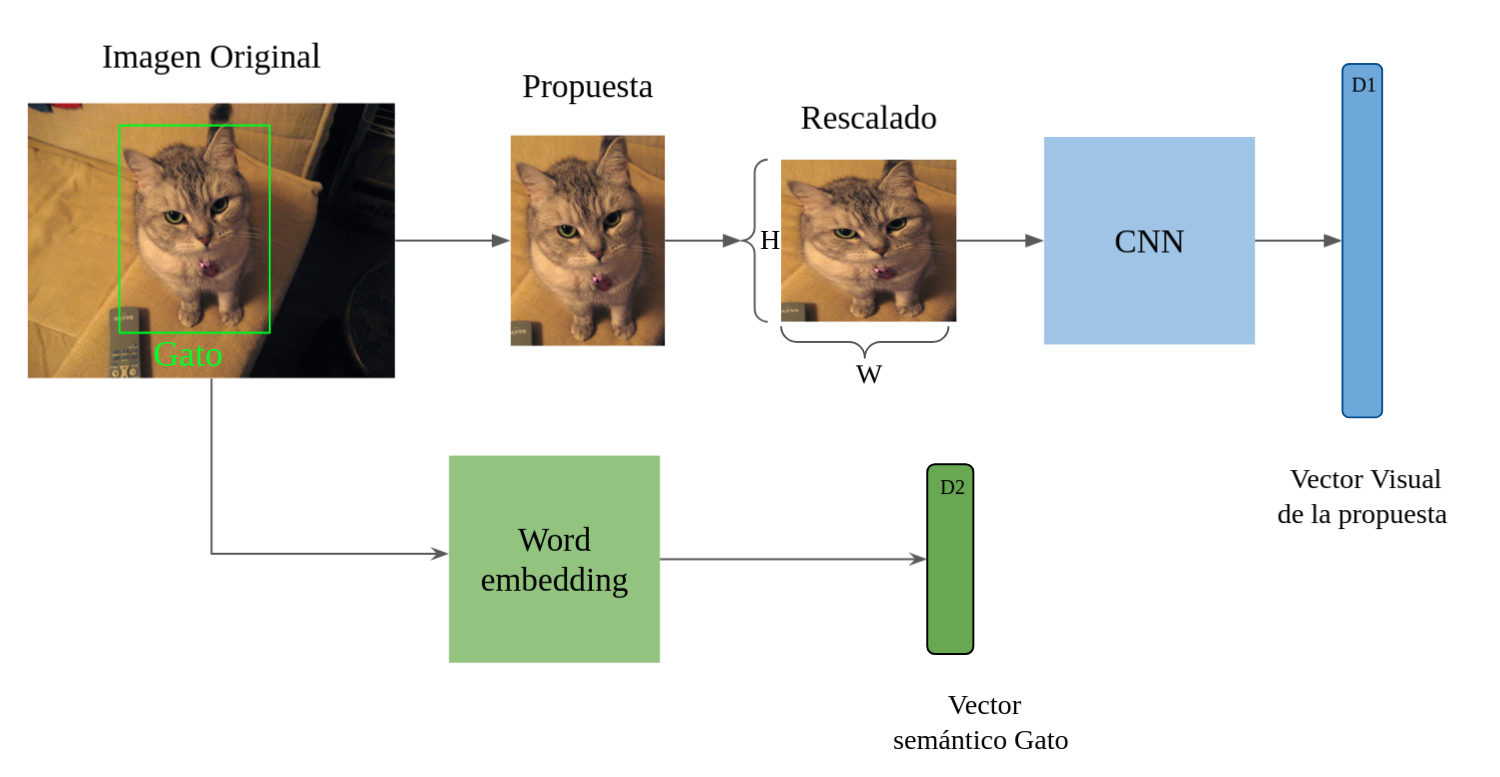 Imagen Original
Propuesta
Rescalado
D1
H
CNN
Gato
W
Vector Visual
de la propuesta
Word
embedding
D2
Vector
semántico Gato